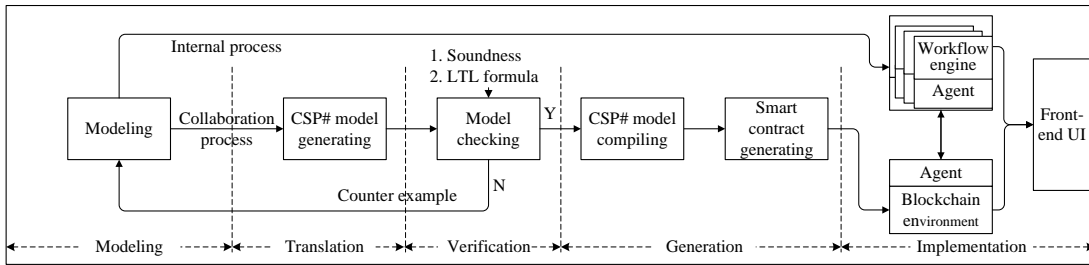 Internal process
1. Soundness
2. LTL formula
Workflow
engine
Agent
Modeling
Collaboration
process
CSP# model
generating
Model
checking
Y
CSP# model
compiling
Smart
contract
generating
Front-
end UI
N
Counter example
Agent
Blockchain
environment
Modeling
Translation
Verification
Generation
Implementation